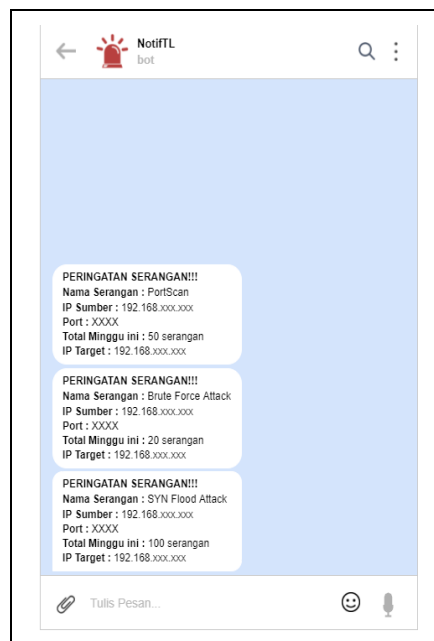 NotifTL
bot
PERINGATAN SERANGAN!!!
Nama Serangan : PortScan
IP Sumber : 192.168.xxx.xxx
Port : XXXX
Total Minggu ini : 50 serangan
IP Target : 192.168.xxx.xxx
PERINGATAN SERANGAN!!!
Nama Serangan : Brute Force Attack
IP Sumber : 192.168.xxx.xxx
Port : XXXX
Total Minggu ini : 20 serangan
IP Target : 192.168.xxx.xxx
PERINGATAN SERANGAN!!!
Nama Serangan : SYN Flood Attack
IP Sumber : 192.168.xxx.xxx
Port : XXXX
Total Minggu ini : 100 serangan
IP Target : 192.168.xxx.xxx
Tulis Pesan...